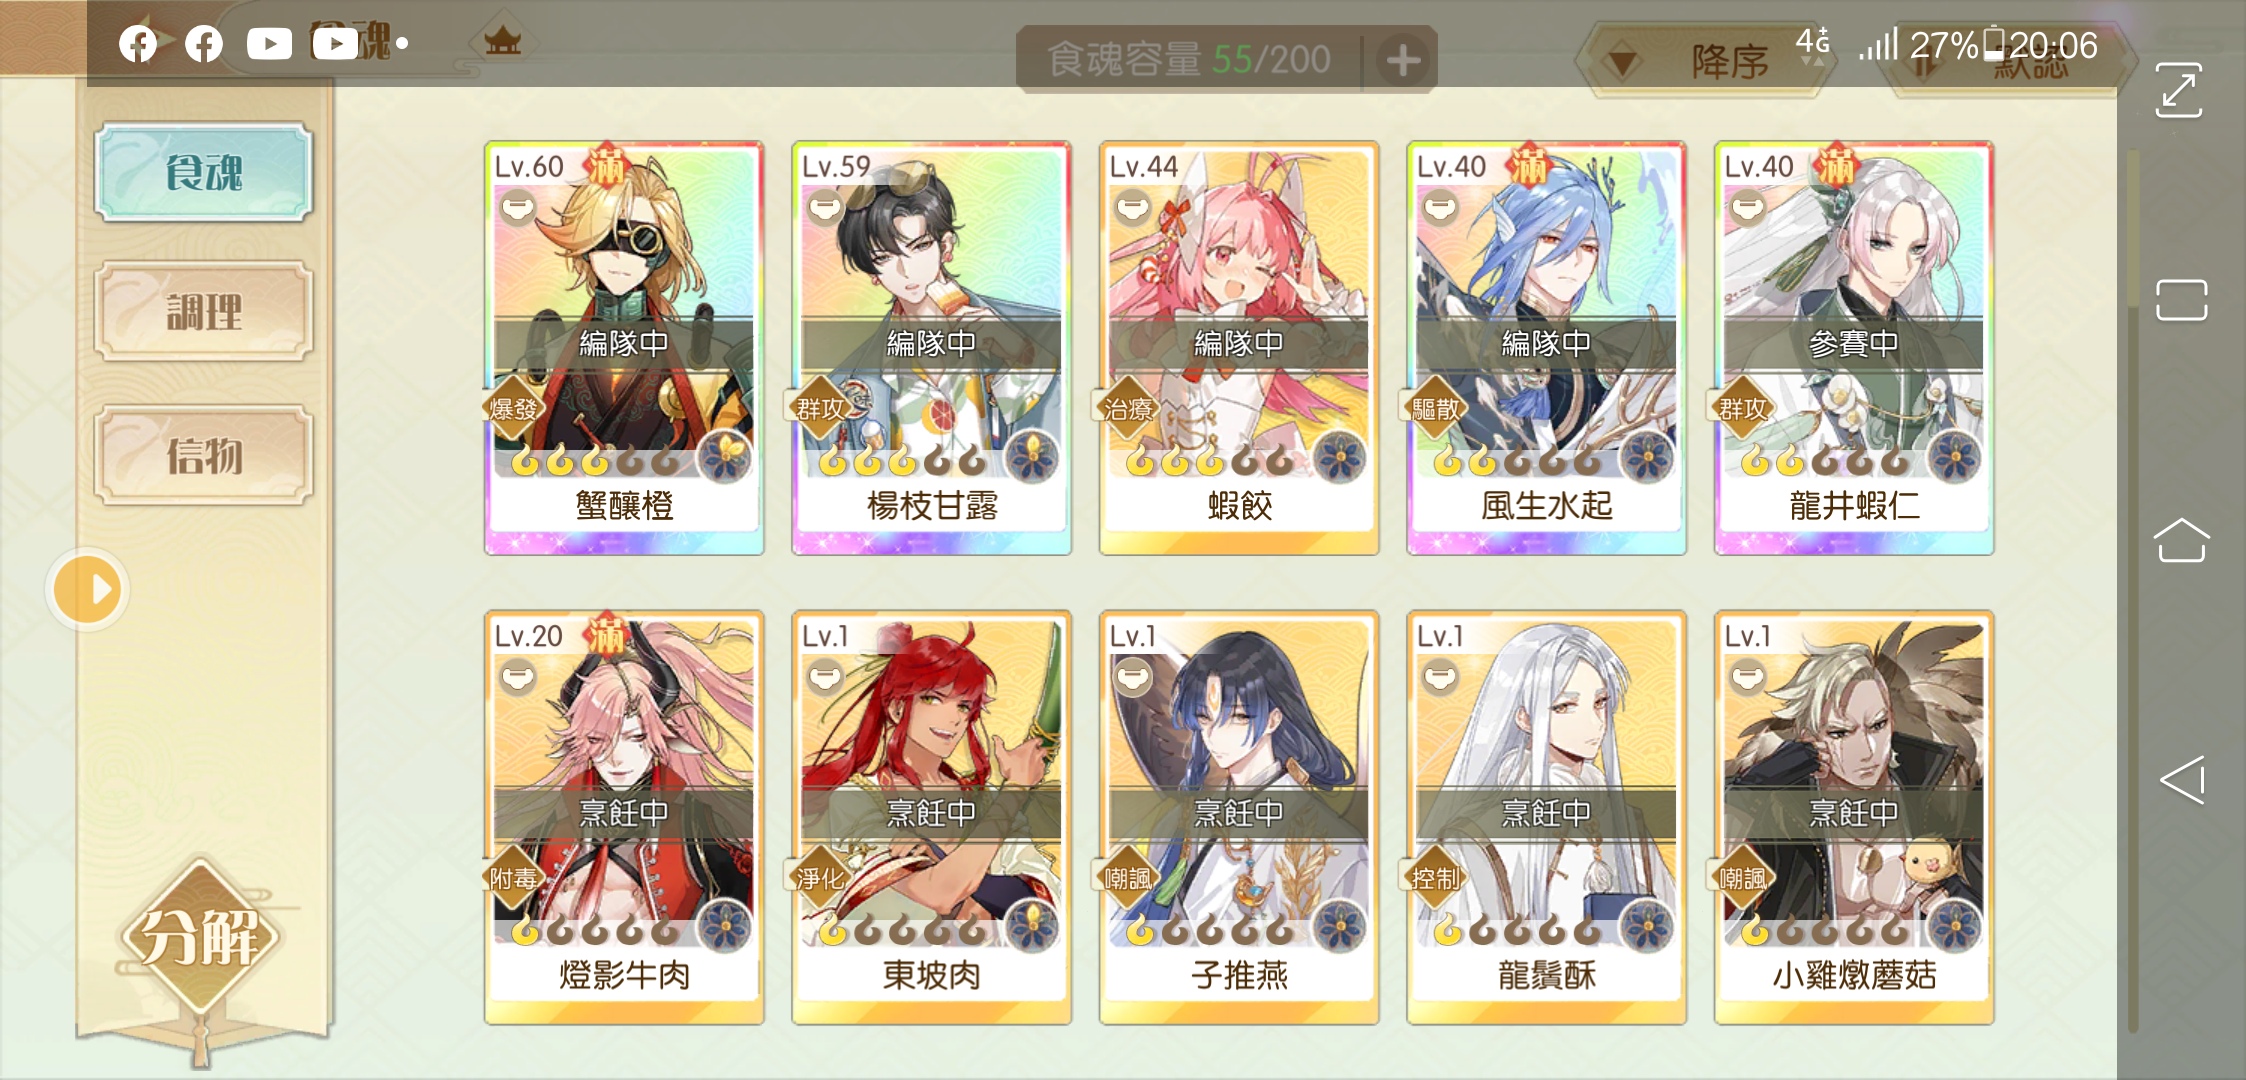 食魂
食魂容量 55/200
降序
默認
4G 27% 20:06
食魂
調理
信物
分解
Lv.60 滿
編隊中
爆發
蟹釀橙
Lv.59
編隊中
群攻
楊枝甘露
Lv.44
編隊中
治療
蝦餃
Lv.40 滿
編隊中
驅散
風生水起
Lv.40 滿
參賽中
群攻
龍井蝦仁
Lv.20 滿
烹飪中
附毒
燈影牛肉
Lv.1
烹飪中
淨化
東坡肉
Lv.1
烹飪中
嘲諷
子推燕
Lv.1
烹飪中
控制
龍鬚酥
Lv.1
烹飪中
嘲諷
小雞燉蘑菇